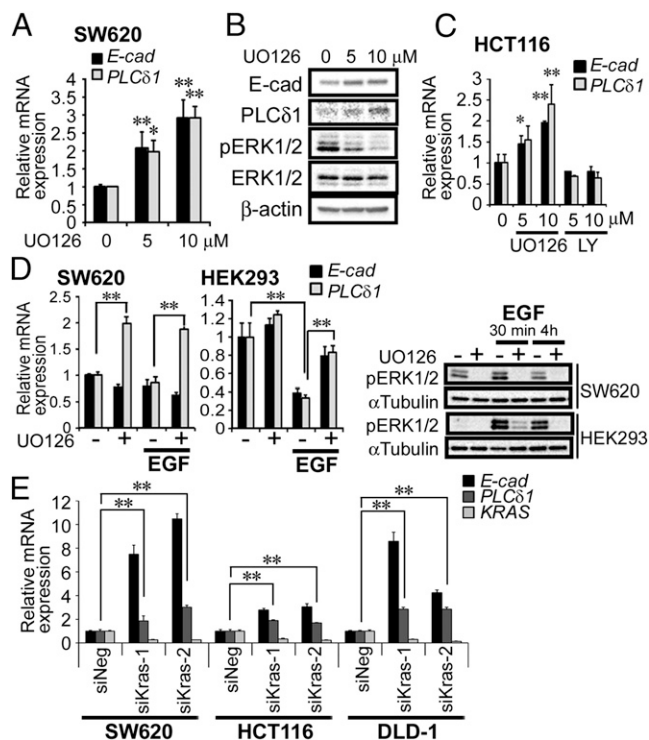 A
SW620
E-cad
PLCδ1
Relative mRNA expression
4
3.5
3
2.5
2
1.5
1
0.5
** * ** **
UO126 0 5 10 μM
B
UO126 0 5 10 μM
E-cad
PLCδ1
pERK1/2
ERK1/2
β-actin
C
HCT116
E-cad
PLCδ1
Relative mRNA expression
3
2.5
2
1.5
1
0.5
0
* ** **
0 5 10 5 10 μM
UO126 LY
D
SW620
HEK293
E-cad
PLCδ1
Relative mRNA expression
2.5
2
1.5
1
0.5
0
** **
UO126 - + - +
EGF
1.4
1.2
1
0.8
0.6
0.4
0.2
0
** **
- + - +
EGF
EGF
30 min 4h
UO126 - + - + - +
pERK1/2
αTubulin
SW620
pERK1/2
αTubulin
HEK293
E
E-cad
PLCδ1
KRAS
Relative mRNA expression
12
10
8
6
4
2
0
** ** ** ** ** **
siNeg siKras-1 siKras-2 siNeg siKras-1 siKras-2 siNeg siKras-1 siKras-2
SW620 HCT116 DLD-1